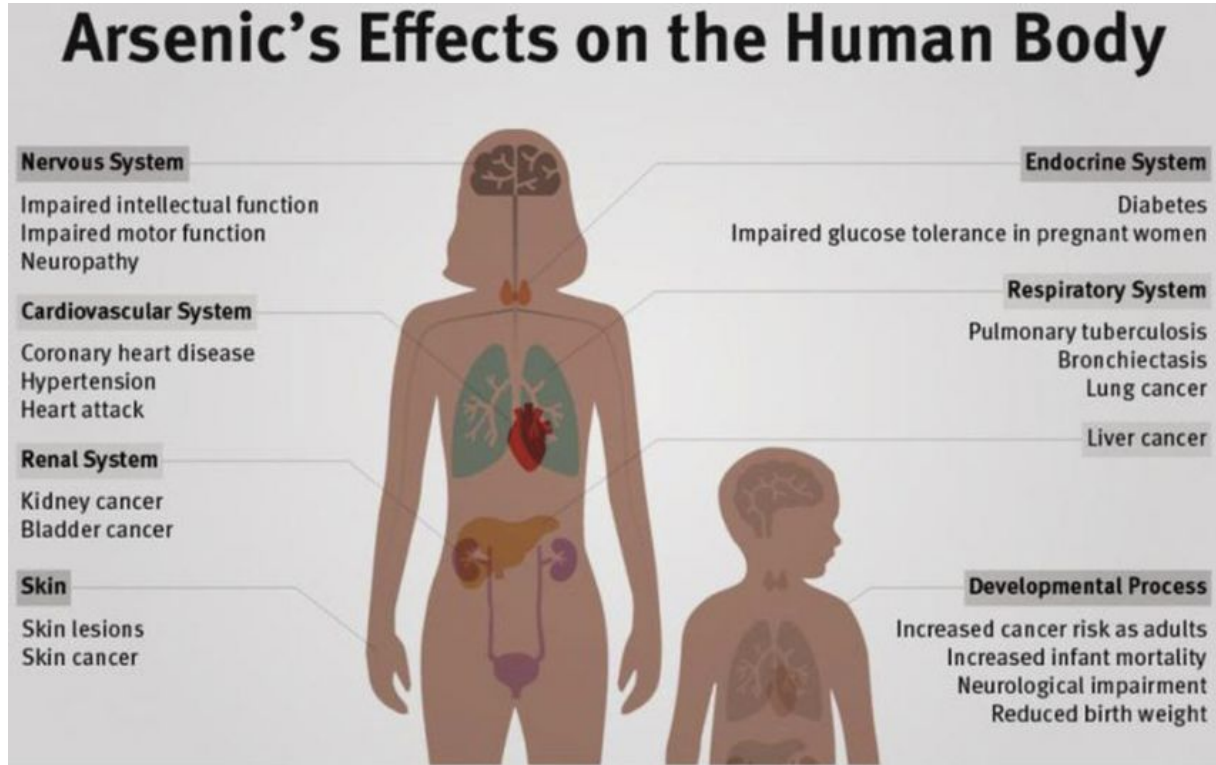 Arsenic's Effects on the Human Body
Nervous System
Impaired intellectual function
Impaired motor function
Neuropathy
Cardiovascular System
Coronary heart disease
Hypertension
Heart attack
Renal System
Kidney cancer
Bladder cancer
Skin
Skin lesions
Skin cancer
Endocrine System
Diabetes
Impaired glucose tolerance in pregnant women
Respiratory System
Pulmonary tuberculosis
Bronchiectasis
Lung cancer
Liver cancer
Developmental Process
Increased cancer risk as adults
Increased infant mortality
Neurological impairment
Reduced birth weight